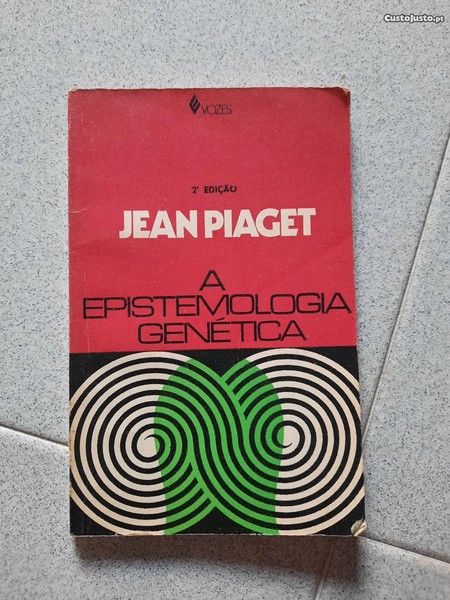 CustoJusto.pt
VOZES
2ª EDIÇÃO
JEAN PIAGET
A
EPISTEMOLOGIA
GENÉTICA